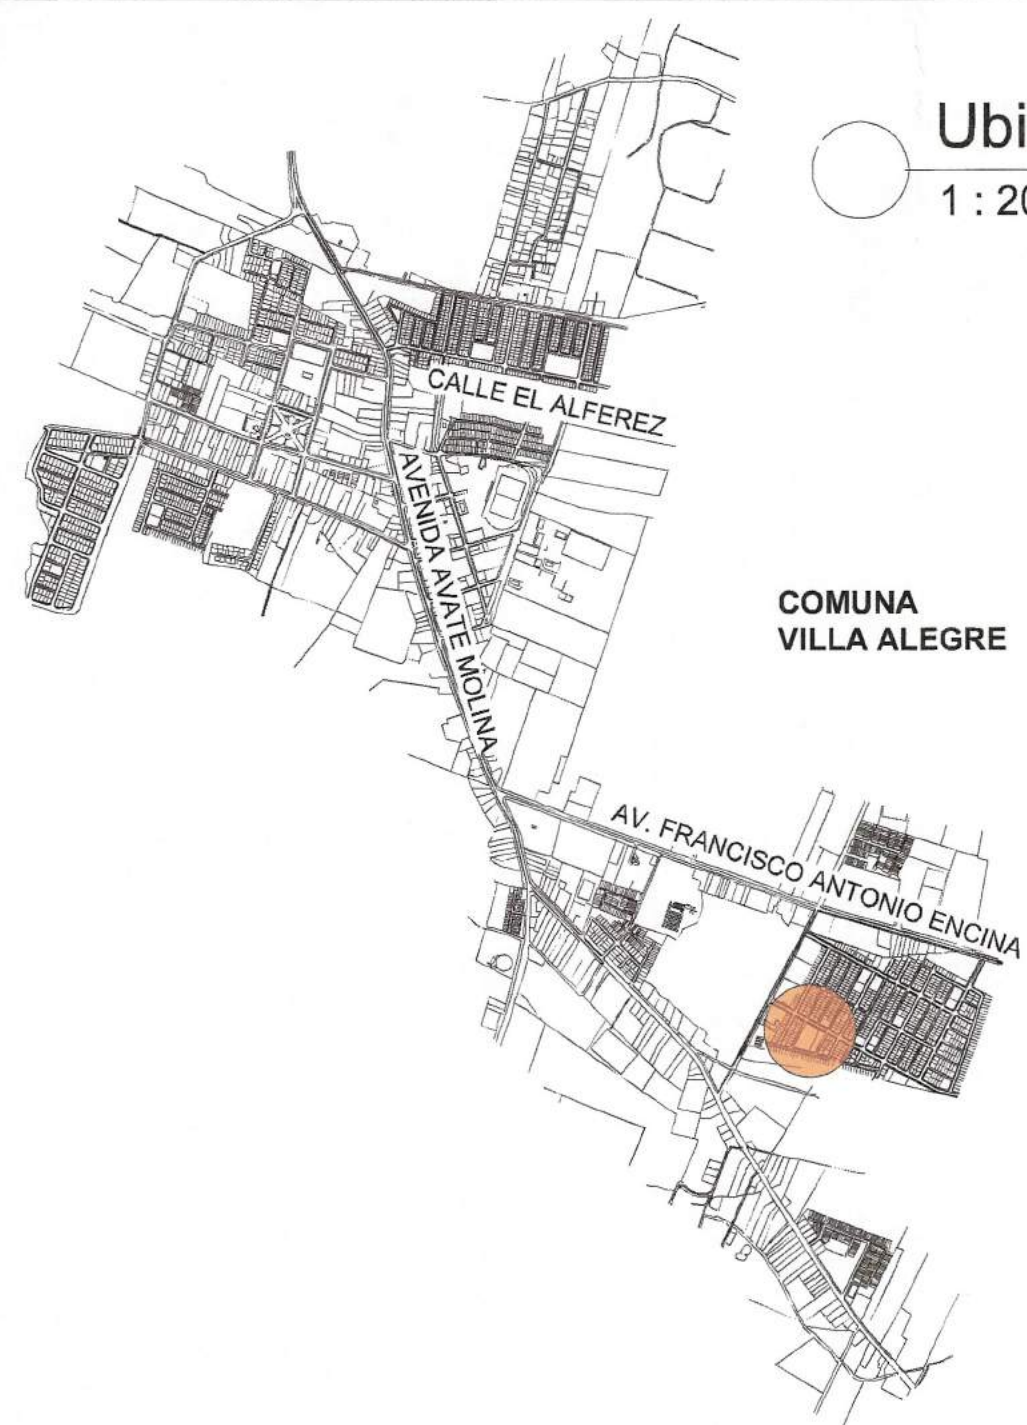 Ubi
1 : 20
CALLE EL ALFEREZ
AVENIDA AVATE MOLINA
COMUNA
VILLA ALEGRE
AV. FRANCISCO ANTONIO ENCINA